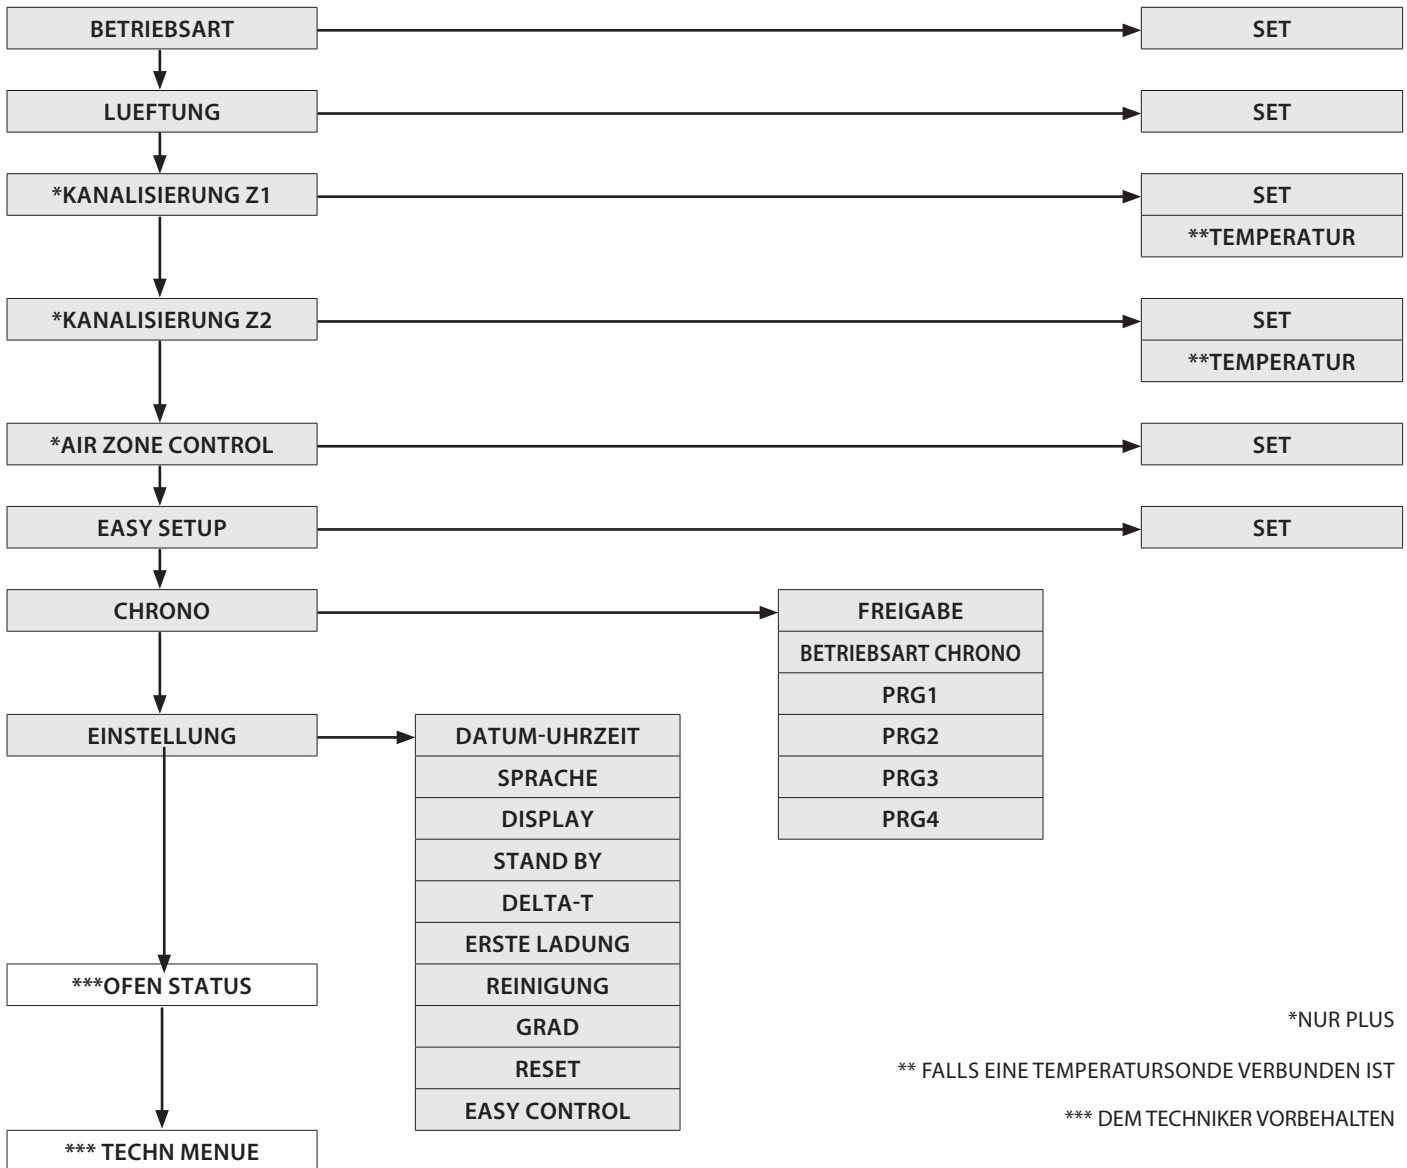 BETRIEBSART
SET
LUEFTUNG
SET
*KANALISIERUNG Z1
SET
**TEMPERATUR
*KANALISIERUNG Z2
SET
**TEMPERATUR
*AIR ZONE CONTROL
SET
EASY SETUP
SET
CHRONO
FREIGABE
BETRIEBSART CHRONO
PRG1
PRG2
PRG3
PRG4
EINSTELLUNG
DATUM-UHRZEIT
SPRACHE
DISPLAY
STAND BY
DELTA-T
ERSTE LADUNG
REINIGUNG
GRAD
RESET
EASY CONTROL
***OFEN STATUS
*** TECHN MENUE
*NUR PLUS
** FALLS EINE TEMPERATURSONDE VERBUNDEN IST
*** DEM TECHNIKER VORBEHALTEN